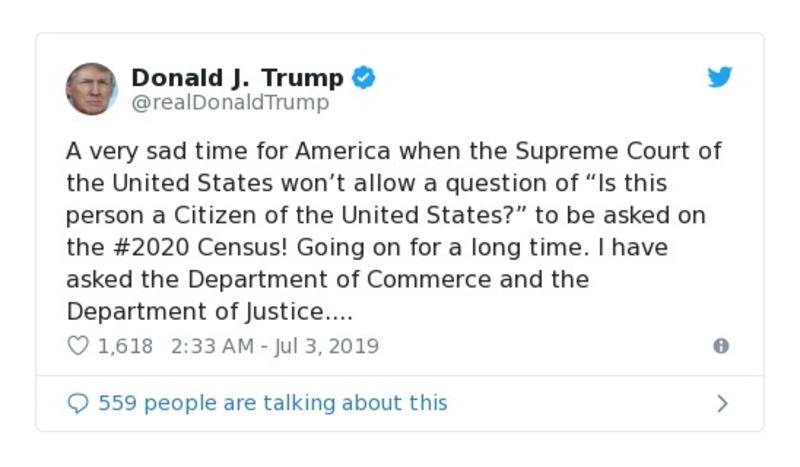 Donald J. Trump
@realDonaldTrump
A very sad time for America when the Supreme Court of
the United States won’t allow a question of “Is this
person a Citizen of the United States?” to be asked on
the #2020 Census! Going on for a long time. I have
asked the Department of Commerce and the
Department of Justice....
1,618 2:33 AM - Jul 3, 2019
559 people are talking about this